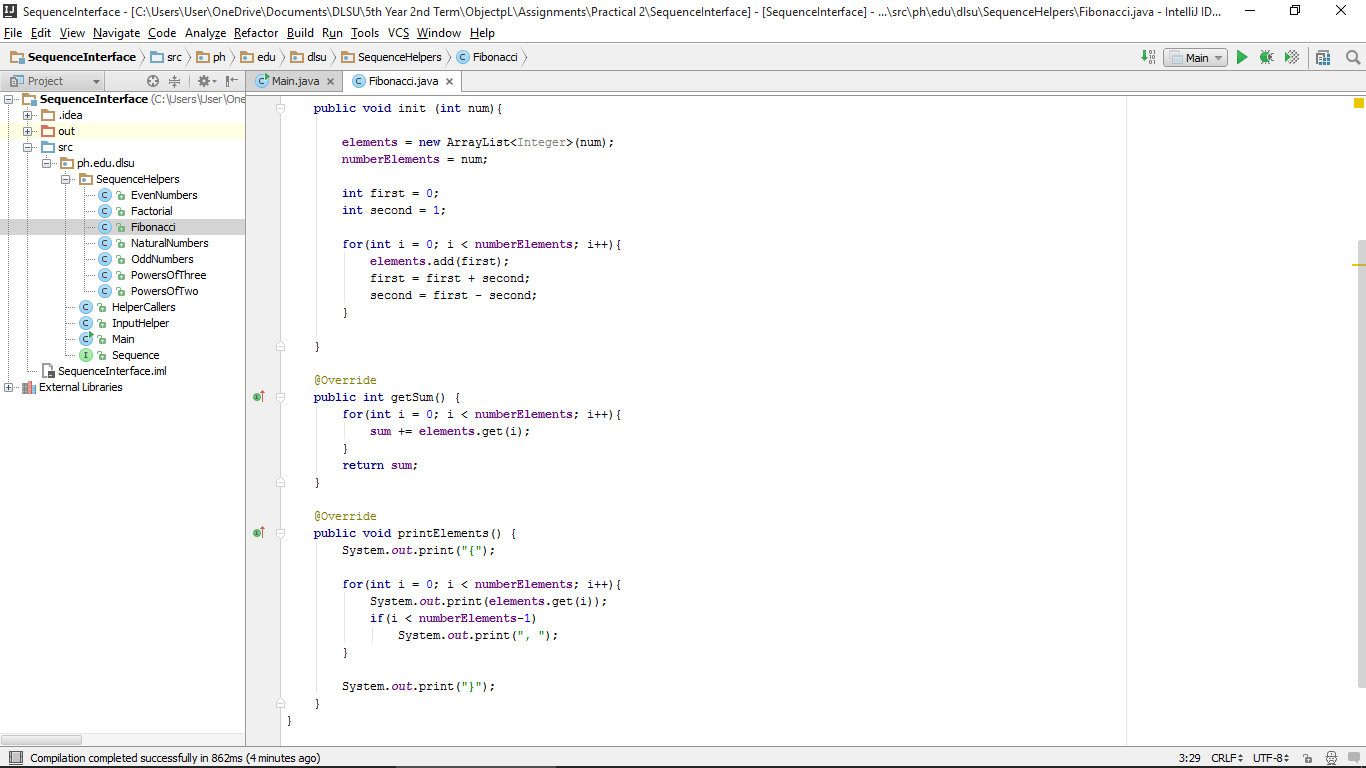 SequenceInterface - [C:\Users\User\OneDrive\Documents\DLSU\5th Year 2nd Term\ObjectpL\Assignments\Practical 2\SequenceInterface] - [SequenceInterface] - ...\src\ph\edu\dlsu\SequenceHelpers\Fibonacci.java - IntelliJ ID...
File Edit View Navigate Code Analyze Refactor Build Run Tools VCS Window Help
SequenceInterface src ph edu dlsu SequenceHelpers Fibonacci Main
Project
Main.java Fibonacci.java
SequenceInterface (C:\Users\User\One
.idea
out
src
ph.edu.dlsu
SequenceHelpers
EvenNumbers
Factorial
Fibonacci
NaturalNumbers
OddNumbers
PowersOfThree
PowersOfTwo
HelperCallers
InputHelper
Main
Sequence
SequenceInterface.iml
External Libraries
public void init (int num){
elements = new ArrayList<Integer>(num);
numberElements = num;
int first = 0;
int second = 1;
for(int i = 0; i < numberElements; i++){
elements.add(first);
first = first + second;
second = first - second;
}
}
@Override
public int getSum() {
for(int i = 0; i < numberElements; i++){
sum += elements.get(i);
}
return sum;
}
@Override
public void printElements() {
System.out.print("{");
for(int i = 0; i < numberElements; i++){
System.out.print(elements.get(i));
if(i < numberElements-1)
System.out.print(", ");
}
System.out.print("}");
}
}
Compilation completed successfully in 862ms (4 minutes ago) 3:29 CRLF UTF-8